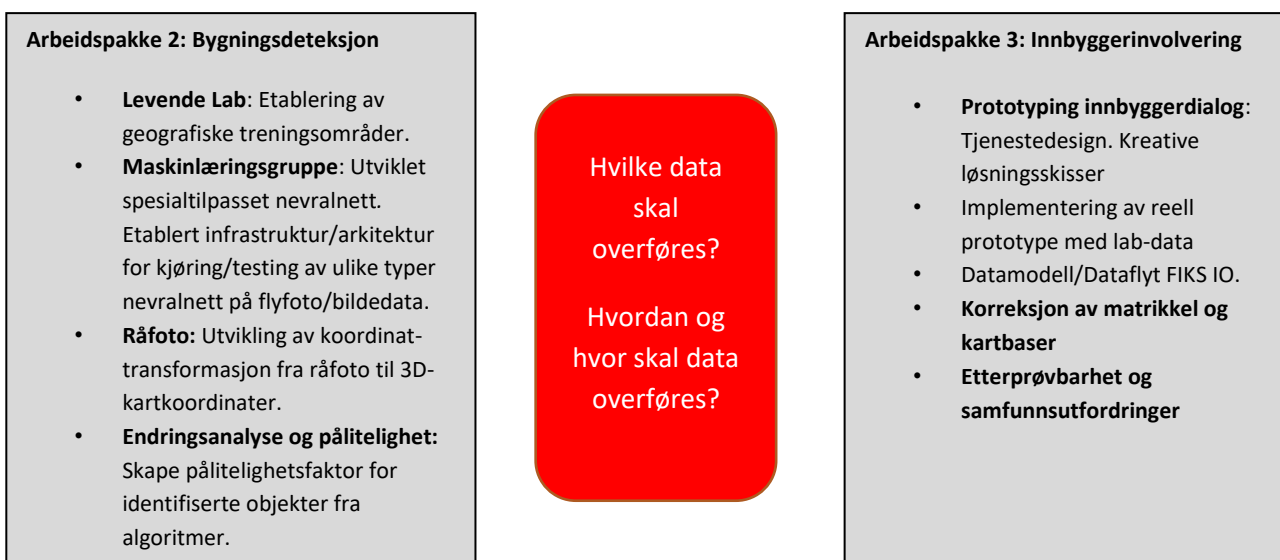 Arbeidspakke 2: Bygningsdeteksjon
• Levende Lab: Etablering av
geografiske treningsområder.
• Maskinlæringsgruppe: Utviklet
spesialtilpasset nevralnett.
Etablert infrastruktur/arkitektur
for kjøring/testing av ulike typer
nevralnett på flyfoto/bildedata.
• Råfoto: Utvikling av koordinat-
transformasjon fra råfoto til 3D-
kartkoordinater.
• Endringsanalyse og pålitelighet:
Skape pålitelighetsfaktor for
identifiserte objekter fra
algoritmer.
Hvilke data
skal
overføres?
Hvordan og
hvor skal data
overføres?
Arbeidspakke 3: Innbyggerinvolvering
• Prototyping innbyggerdialog:
Tjenestedesign. Kreative
løsningsskisser
• Implementering av reell
prototype med lab-data
• Datamodell/Dataflyt FIKS IO.
• Korreksjon av matrikkel og
kartbaser
• Etterprøvbarhet og
samfunnsutfordringer